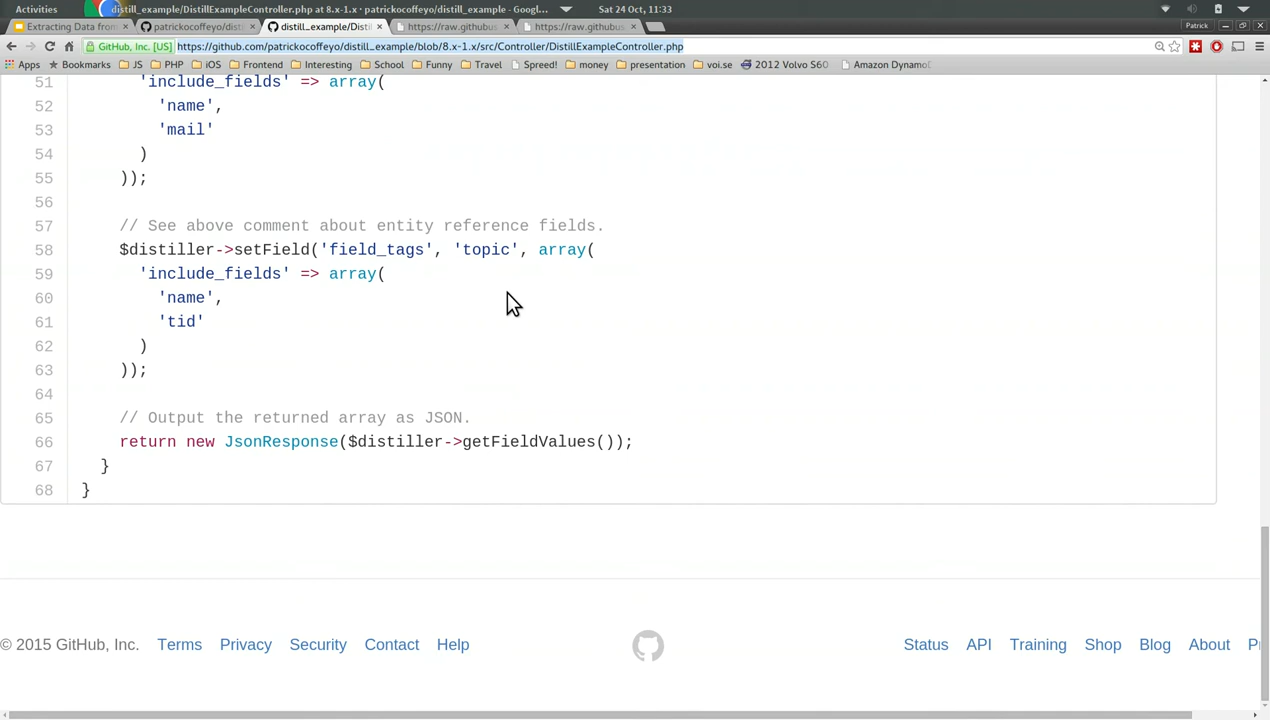 Activities
distill_example/DistillExampleController.php at 8.x-1.x · patrickocoffeyo/distill_example - Googl...
Sat 24 Oct, 11:33
Extracting Data from
patrickocoffeyo/dist
distill_example/Disti
https://raw.githubus
https://raw.githubus
Patrick
GitHub, Inc. [US]
https://github.com/patrickocoffeyo/distill_example/blob/8.x-1.x/src/Controller/DistillExampleController.php
Apps Bookmarks JS PHP iOS Frontend Interesting School Funny Travel Spreed! money presentation voi.se 2012 Volvo S60 Amazon Dynamo
51 'include_fields' => array(
52 'name',
53 'mail'
54 )
55 ));
56
57 // See above comment about entity reference fields.
58 $distiller->setField('field_tags', 'topic', array(
59 'include_fields' => array(
60 'name',
61 'tid'
62 )
63 ));
64
65 // Output the returned array as JSON.
66 return new JsonResponse($distiller->getFieldValues());
67 }
68 }
© 2015 GitHub, Inc. Terms Privacy Security Contact Help
Status API Training Shop Blog About P